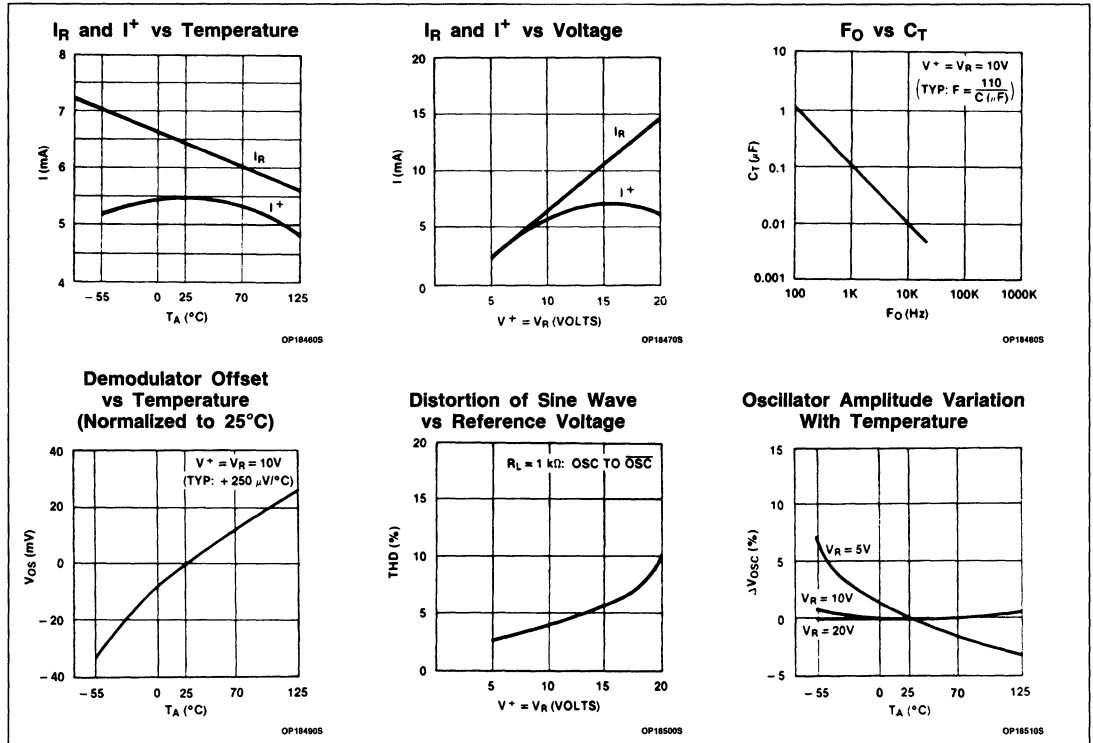 I_R and I⁺ vs Temperature
8
7
6
5
4
I (mA)
I_R
I⁺
– 55
0
25
70
125
T_A (°C)
OP18460S
I_R and I⁺ vs Voltage
20
15
10
5
0
I (mA)
I_R
I⁺
5
10
15
20
V⁺ = V_R (VOLTS)
OP18470S
F_O vs C_T
10
1
0.1
0.01
0.001
C_T (μF)
V⁺ = V_R = 10V
(TYP: F = 110 / C (μF))
100
1K
10K
100K
1000K
F_O (Hz)
OP18480S
Demodulator Offset
vs Temperature
(Normalized to 25°C)
40
20
0
– 20
– 40
V_OS (mV)
V⁺ = V_R = 10V
(TYP: + 250 μV/°C)
– 55
0
25
70
125
T_A (°C)
OP18490S
Distortion of Sine Wave
vs Reference Voltage
20
15
10
5
0
THD (%)
R_L = 1 kΩ: OSC TO O̅S̅C̅
5
10
15
20
V⁺ = V_R (VOLTS)
OP18500S
Oscillator Amplitude Variation
With Temperature
15
10
5
0
– 5
ΔV_OSC (%)
V_R = 5V
V_R = 10V
V_R = 20V
– 55
0
25
70
125
T_A (°C)
OP18510S